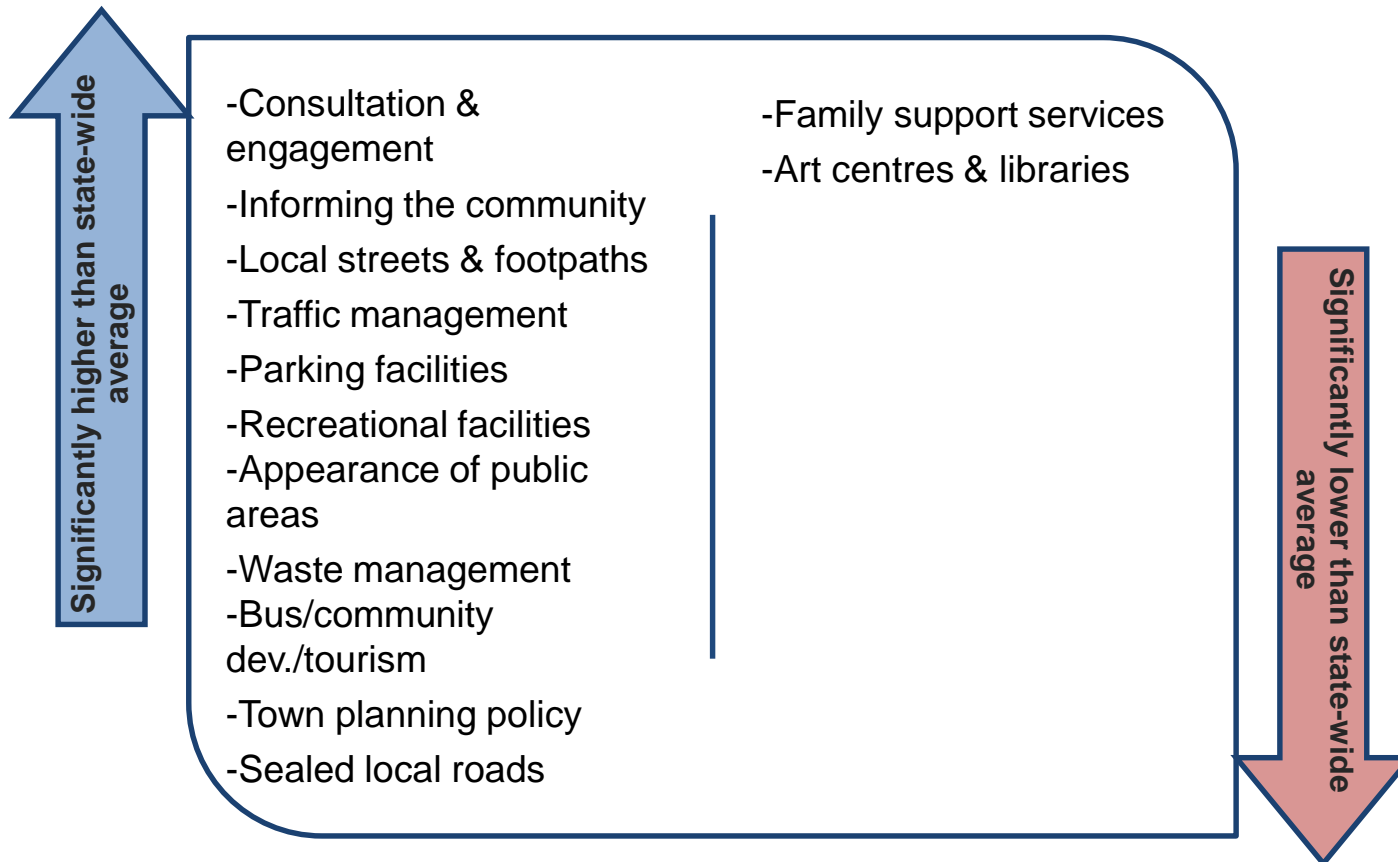 Significantly higher than state-wide
average
-Consultation &
engagement
-Informing the community
-Local streets & footpaths
-Traffic management
-Parking facilities
-Recreational facilities
-Appearance of public
areas
-Waste management
-Bus/community
dev./tourism
-Town planning policy
-Sealed local roads
-Family support services
-Art centres & libraries
Significantly lower than state-wide
average